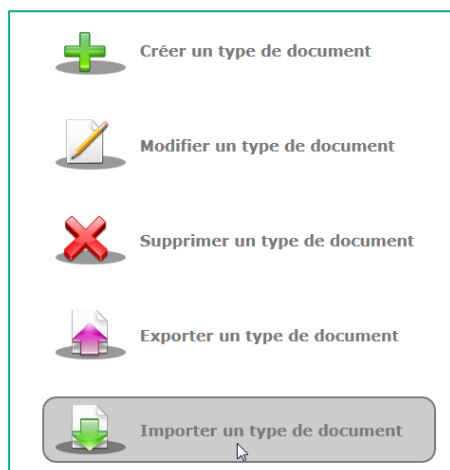 Créer un type de document
Modifier un type de document
Supprimer un type de document
Exporter un type de document
Importer un type de document